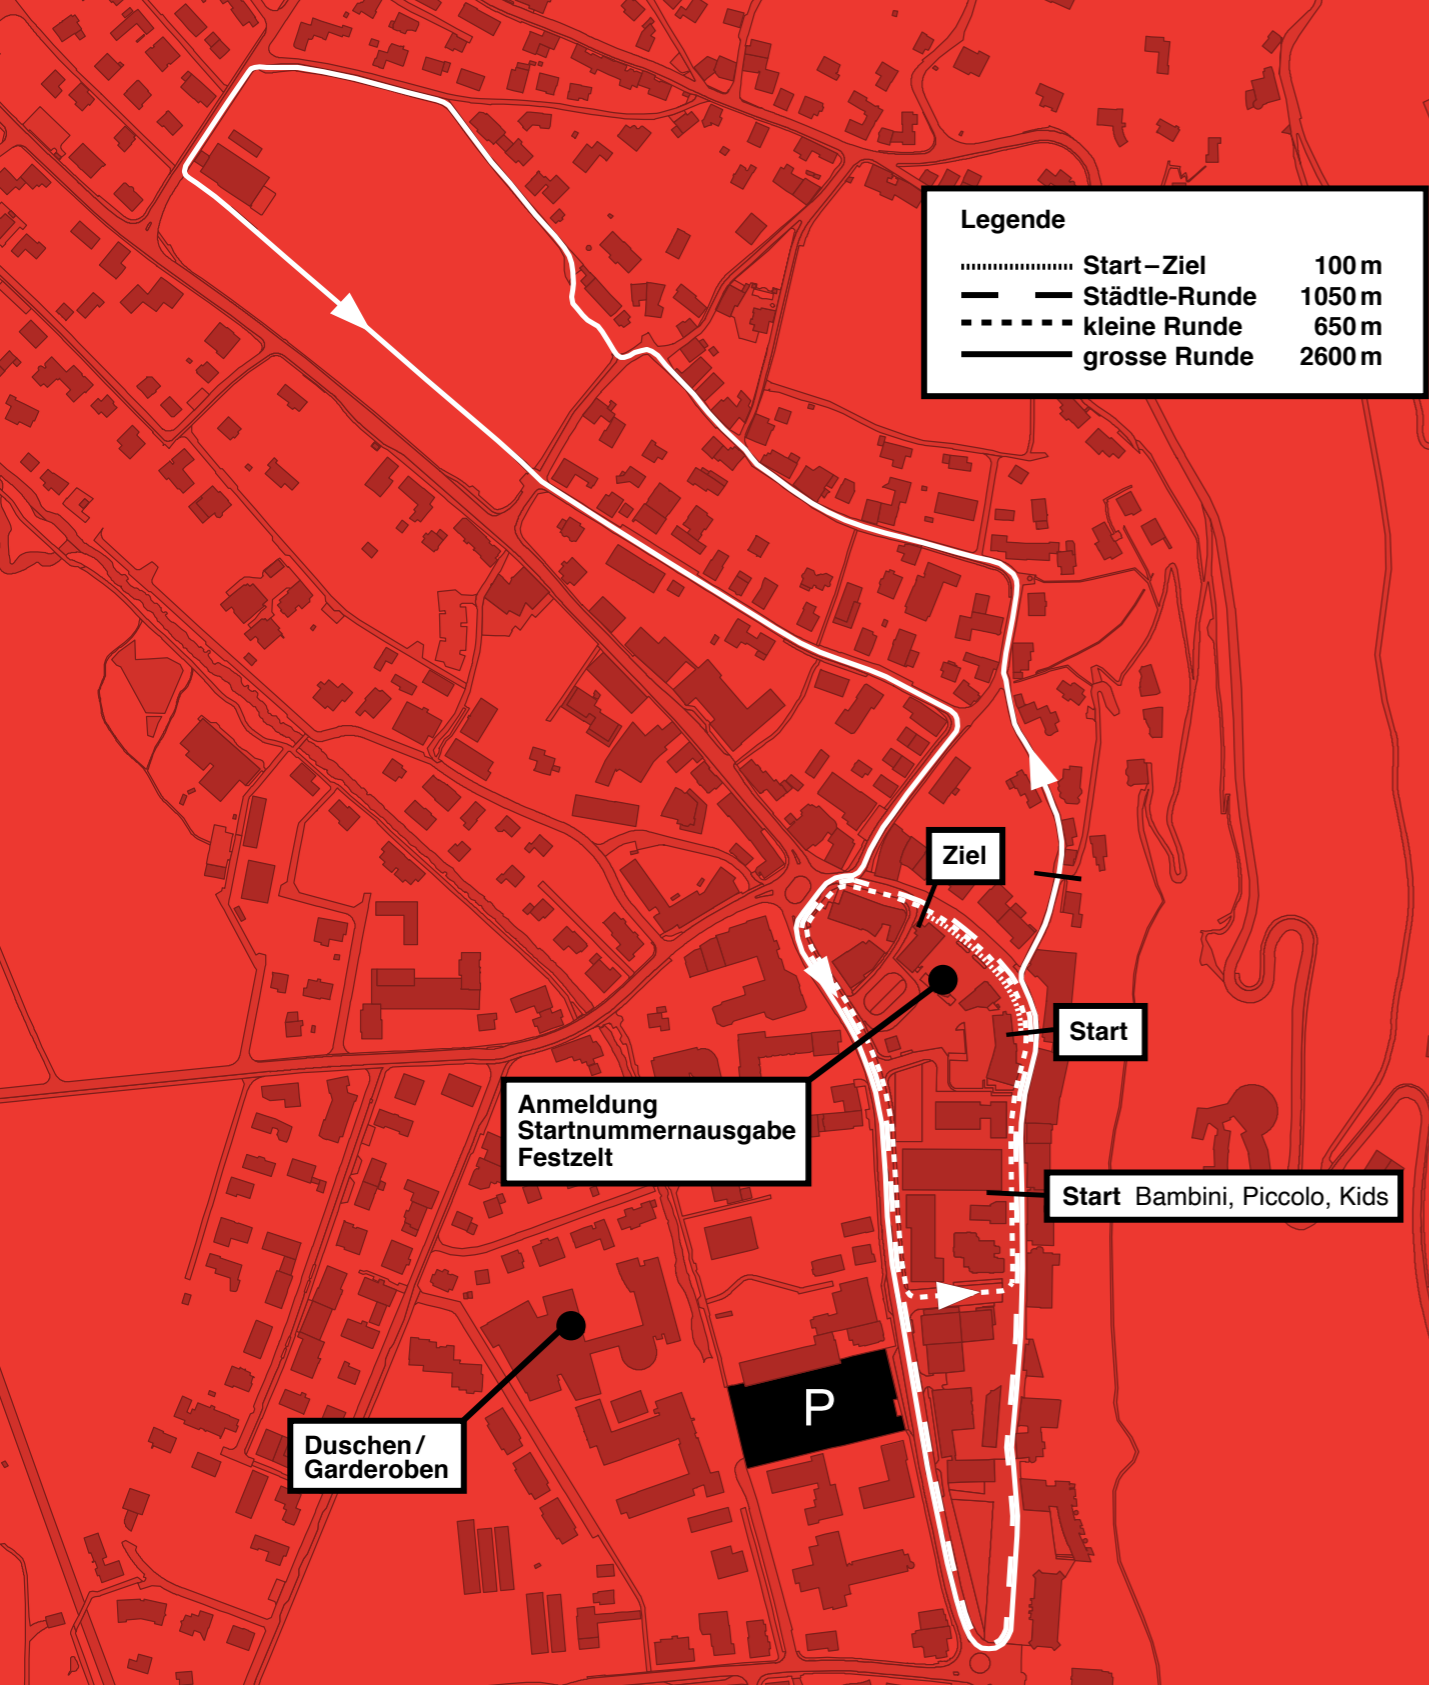 Legende
Start–Ziel 100 m
Städtle-Runde 1050 m
kleine Runde 650 m
grosse Runde 2600 m
Ziel
Start
Anmeldung
Startnummernausgabe
Festzelt
Start Bambini, Piccolo, Kids
P
Duschen /
Garderoben